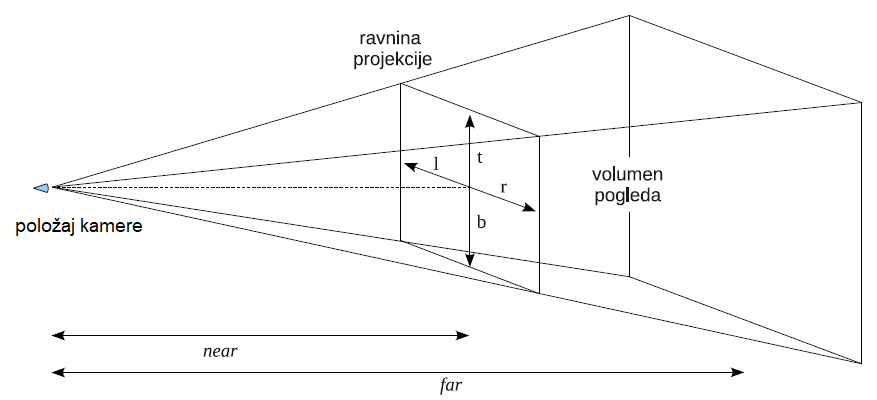 ravnina
projekcije
l
t
r
b
volumen
pogleda
položaj kamere
near
far